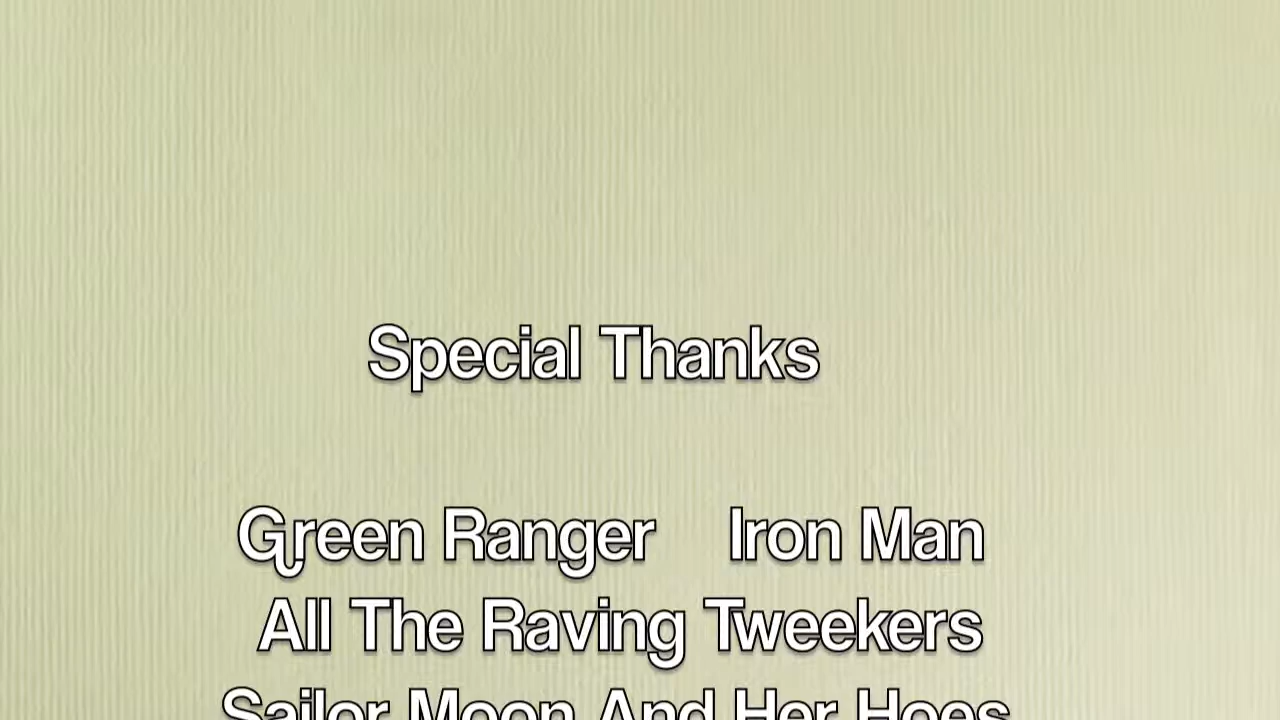 Special Thanks
Green Ranger Iron Man
All The Raving Tweekers
Sailor Moon And Her Hoes